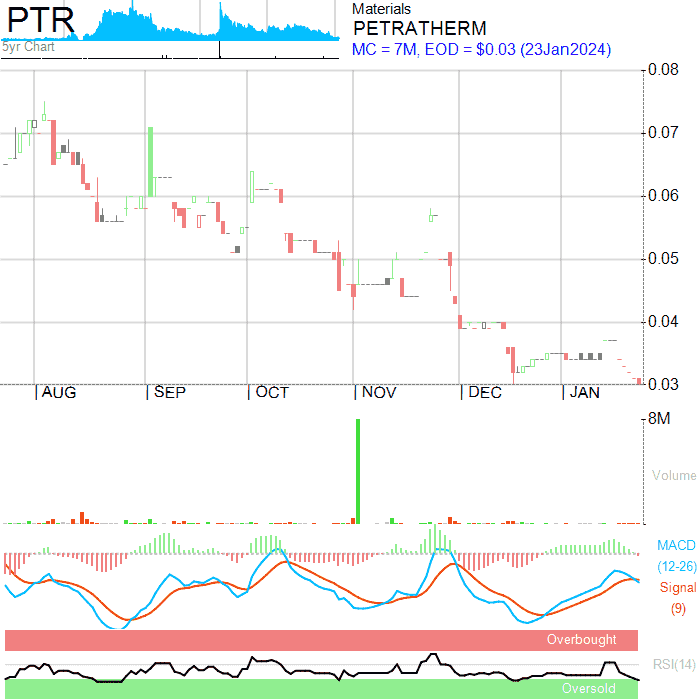 PTR
5yr Chart
Materials
PETRATHERM
MC = 7M, EOD = $0.03 (23Jan2024)
0.08
0.07
0.06
0.05
0.04
0.03
AUG SEP OCT NOV DEC JAN
8M
Volume
MACD
(12-26)
Signal
(9)
Overbought
RSI(14)
Oversold